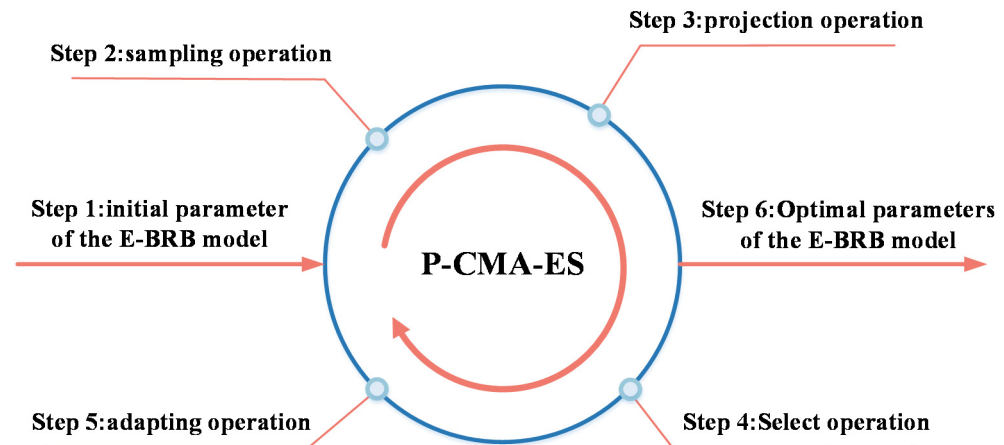 Step 3:projection operation
Step 2:sampling operation
Step 1:initial parameter
of the E-BRB model
Step 6:Optimal parameters
of the E-BRB model
P-CMA-ES
Step 5:adapting operation
Step 4:Select operation